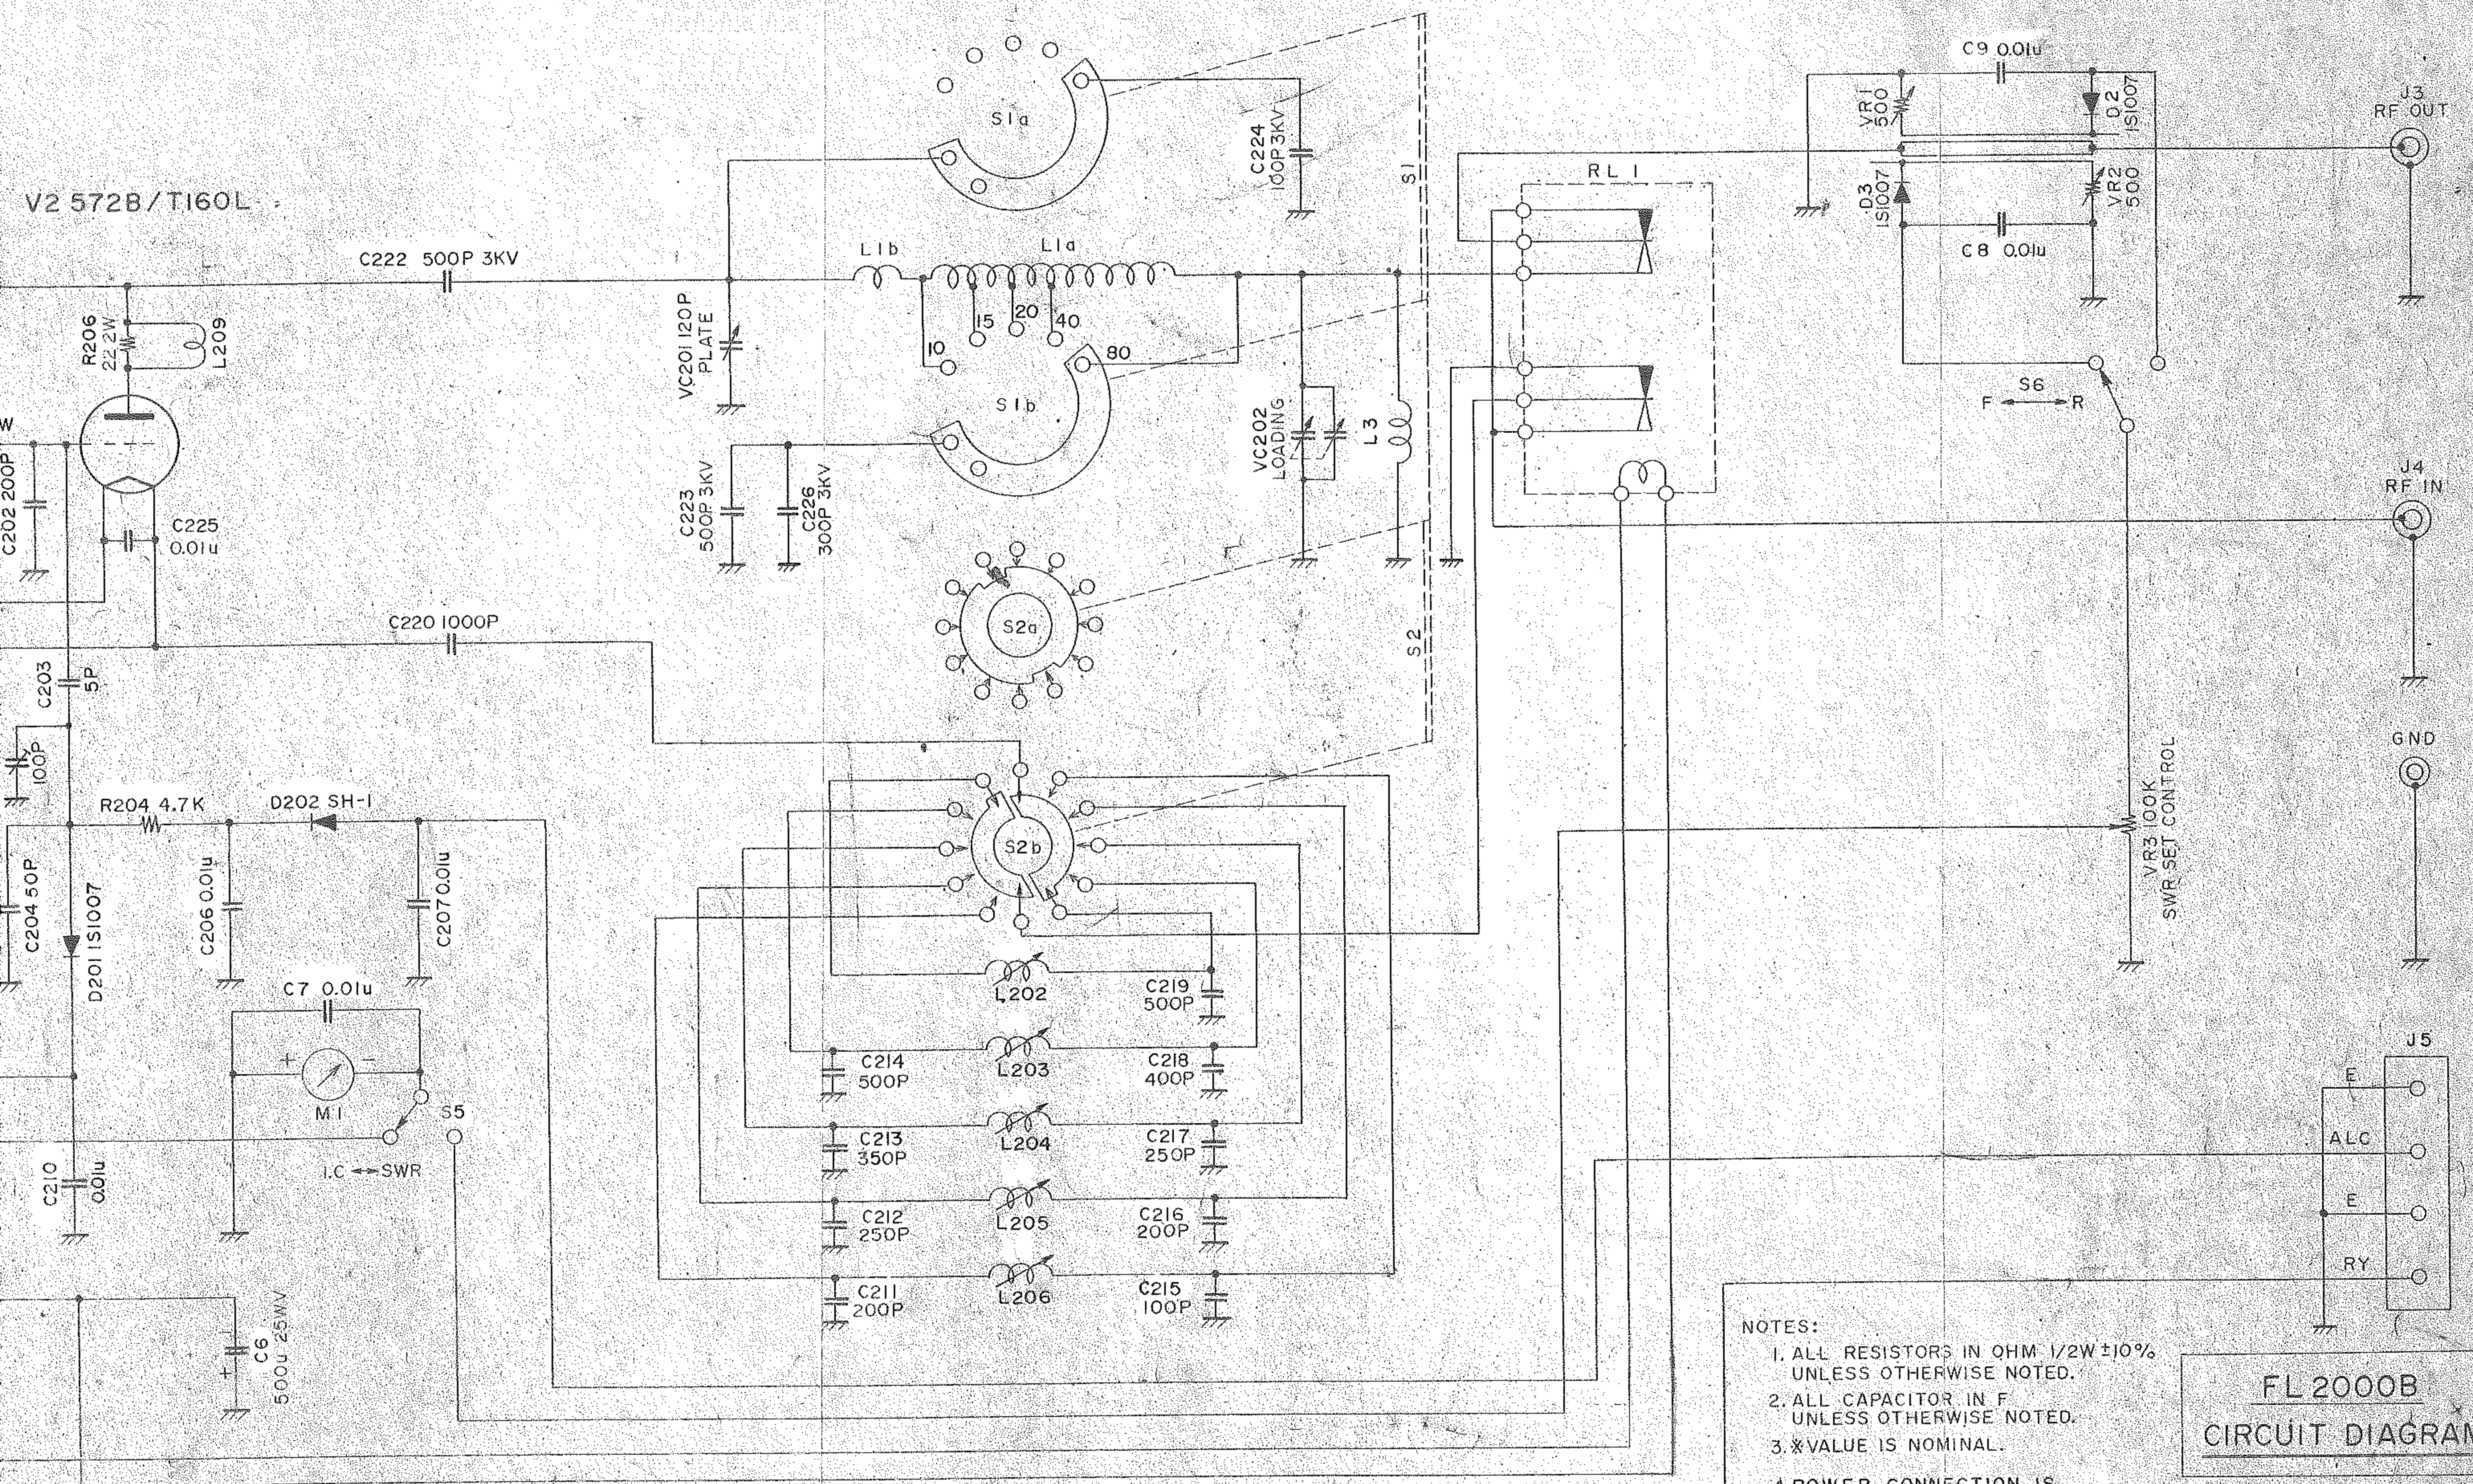 V2 572B/T160L
R206
22 2W
L209
C222 500P 3KV
VC201 120P
PLATE
S1a
C224
100P 3KV
S1
L1b
L1a
10
15
20
40
80
S1b
VC202
LOADING
L3
RL 1
C9 0.01u
VR1
500
D2
1S1007
D3
1S1007
VR2
500
C8 0.01u
J3
RF OUT
S6
F R
J4
RF IN
W
C202 200P
C225
0.01u
C223
500P 3KV
C226
300P 3KV
C220 1000P
S2a
S2
C203
5P
100P
GND
R204 4.7K
D202 SH-1
S2b
VR3 100K
SWR SET CONTROL
C204 50P
D201 1S1007
C206 0.01u
C207 0.01u
C7 0.01u
+ -
M1
S5
I.C SWR
C210
0.01u
L202
C219
500P
C214
500P
L203
C218
400P
C213
350P
L204
C217
250P
C212
250P
L205
C216
200P
C211
200P
L206
C215
100P
C6
500u 25WV
- +
J5
E
ALC
E
RY
NOTES:
1. ALL RESISTORS IN OHM 1/2W ±10%
UNLESS OTHERWISE NOTED.
2. ALL CAPACITOR IN F
UNLESS OTHERWISE NOTED.
3. ※VALUE IS NOMINAL.
4. POWER CONNECTION IS
FL2000B
CIRCUIT DIAGRAM